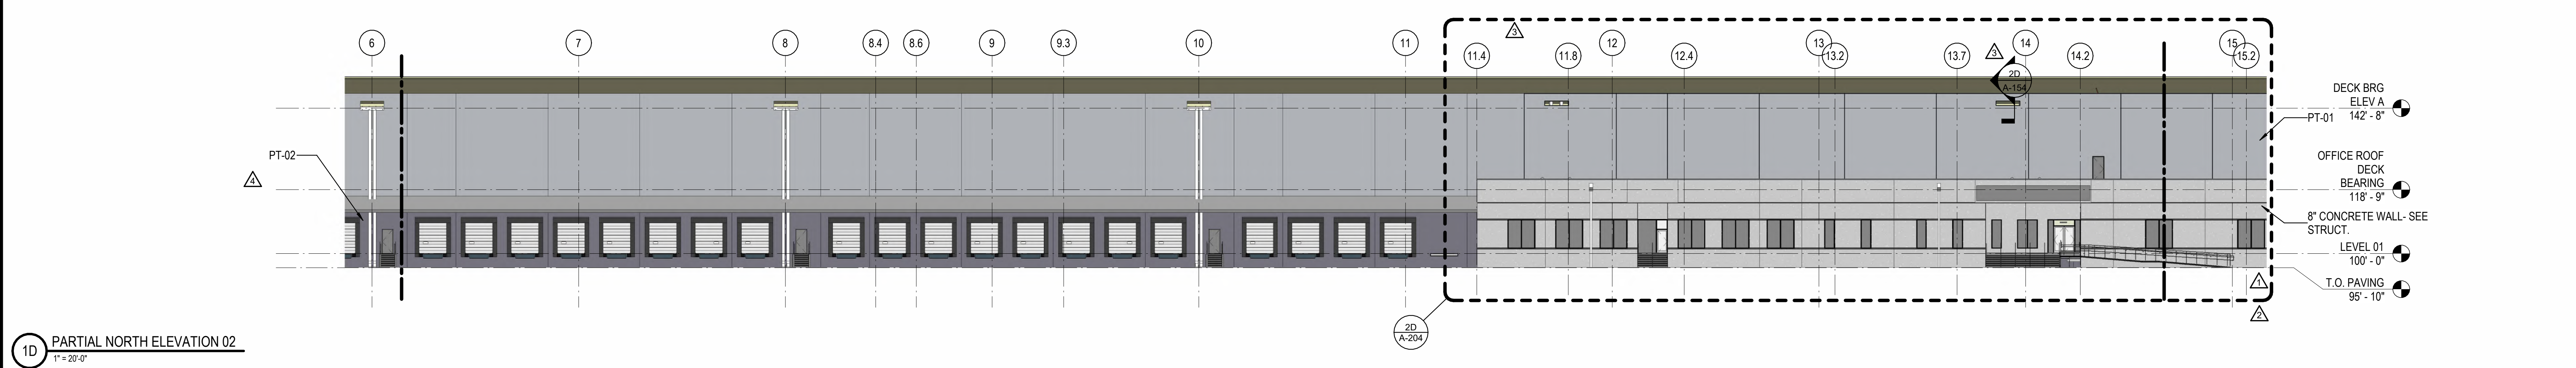 6
7
8
8.4
8.6
9
9.3
10
11
11.4
11.8
12
12.4
13
13.2
13.7
14
14.2
15
15.2
3
3
2D
A-154
PT-02
4
DECK BRG
ELEV A
142' - 8"
PT-01
OFFICE ROOF
DECK
BEARING
118' - 9"
8" CONCRETE WALL- SEE
STRUCT.
LEVEL 01
100' - 0"
T.O. PAVING
95' - 10"
1
2
2D
A-204
1D
PARTIAL NORTH ELEVATION 02
1" = 20'-0"